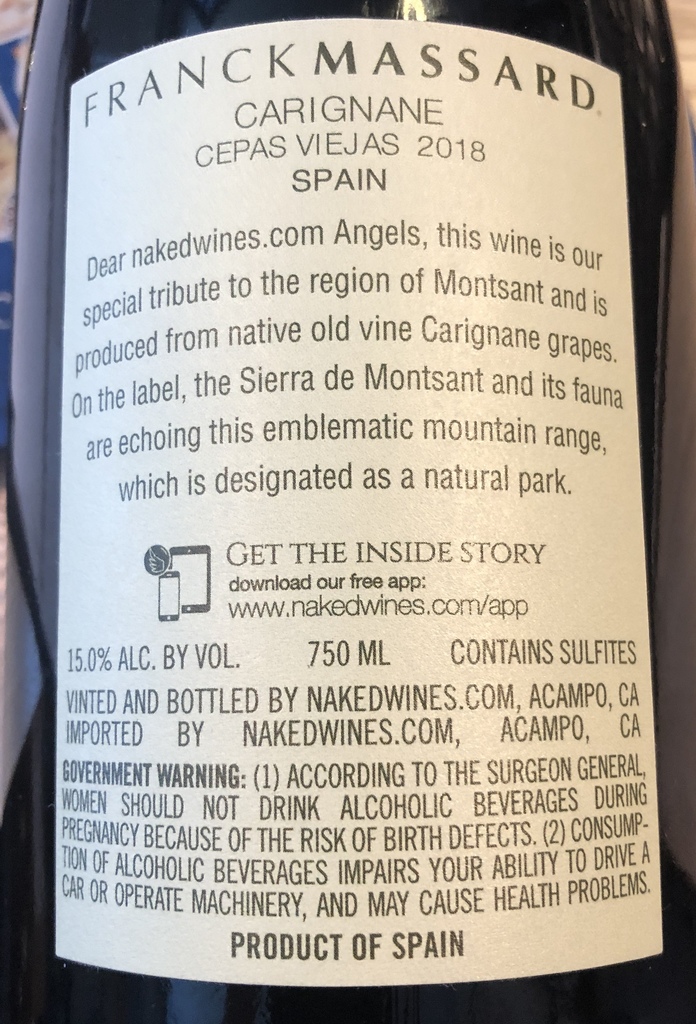 FRANCKMASSARD
CARIGNANE
CEPAS VIEJAS 2018
SPAIN
Dear nakedwines.com Angels, this wine is our
special tribute to the region of Montsant and is
produced from native old vine Carignane grapes.
On the label, the Sierra de Montsant and its fauna
are echoing this emblematic mountain range,
which is designated as a natural park.
GET THE INSIDE STORY
download our free app:
www.nakedwines.com/app
15.0% ALC. BY VOL. 750 ML CONTAINS SULFITES
VINTED AND BOTTLED BY NAKEDWINES.COM, ACAMPO, CA
IMPORTED BY NAKEDWINES.COM, ACAMPO, CA
GOVERNMENT WARNING: (1) ACCORDING TO THE SURGEON GENERAL,
WOMEN SHOULD NOT DRINK ALCOHOLIC BEVERAGES DURING
PREGNANCY BECAUSE OF THE RISK OF BIRTH DEFECTS. (2) CONSUMP-
TION OF ALCOHOLIC BEVERAGES IMPAIRS YOUR ABILITY TO DRIVE A
CAR OR OPERATE MACHINERY, AND MAY CAUSE HEALTH PROBLEMS.
PRODUCT OF SPAIN